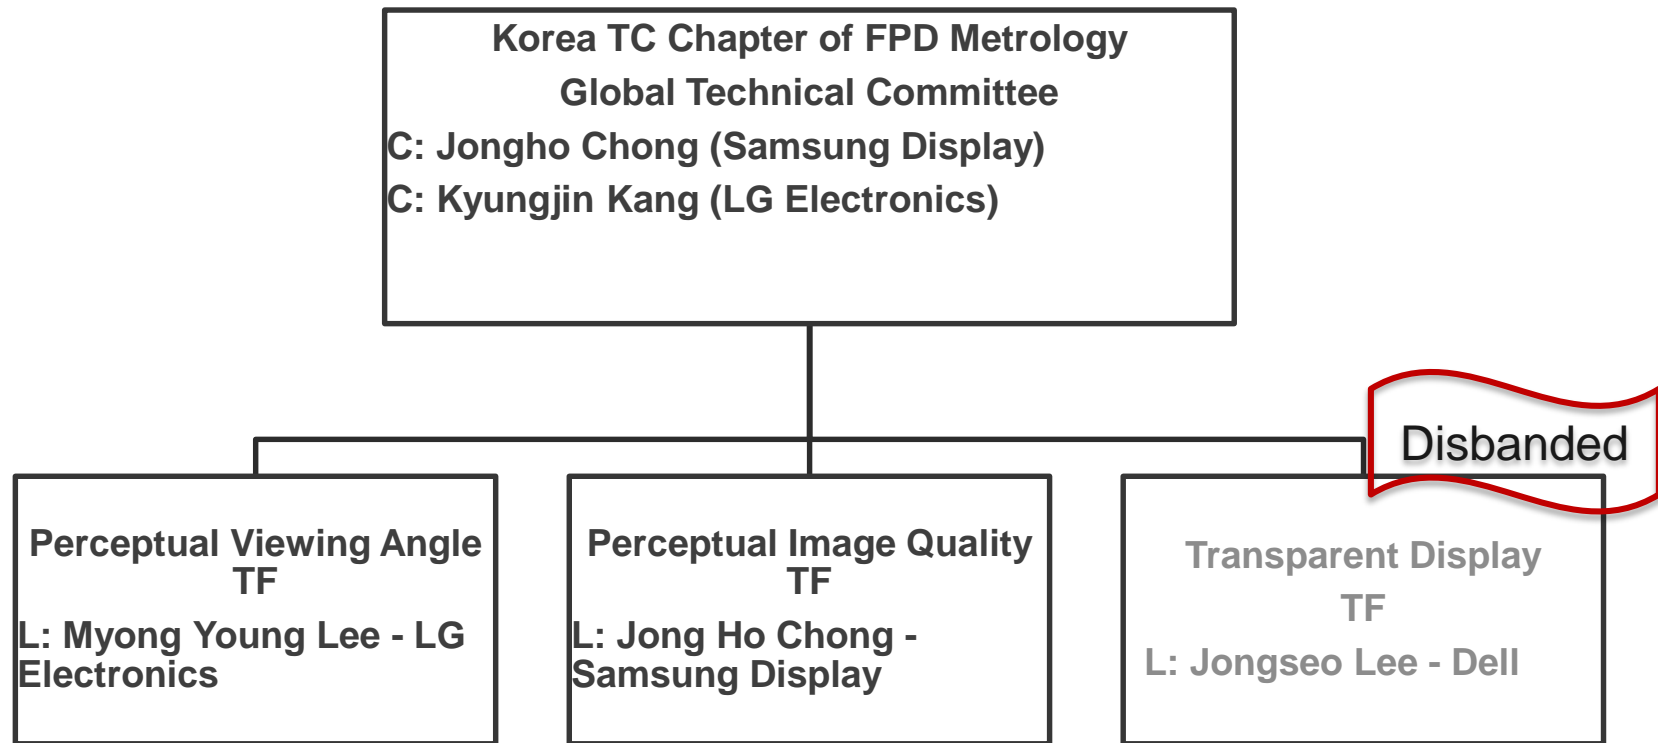 Korea TC Chapter of FPD Metrology
Global Technical Committee
C: Jongho Chong (Samsung Display)
C: Kyungjin Kang (LG Electronics)
Disbanded
Perceptual Viewing Angle
TF
L: Myong Young Lee - LG
Electronics
Perceptual Image Quality
TF
L: Jong Ho Chong -
Samsung Display
Transparent Display
TF
L: Jongseo Lee - Dell